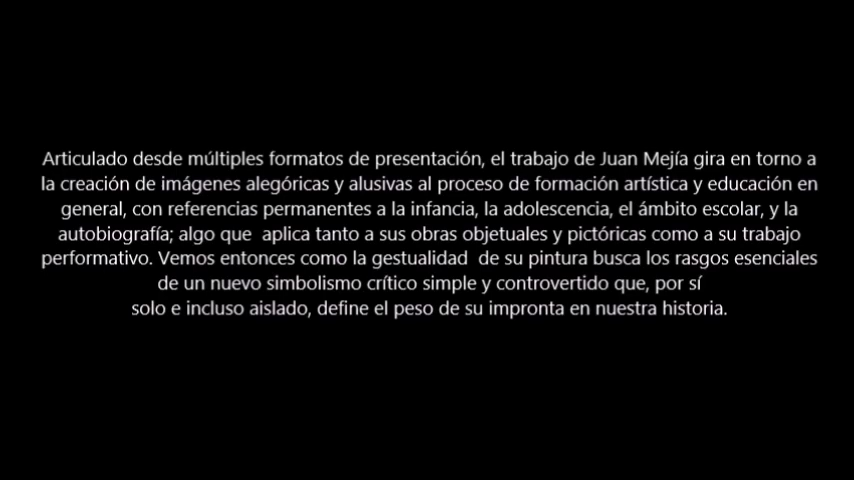 Articulado desde múltiples formatos de presentación, el trabajo de Juan Mejía gira en torno a
la creación de imágenes alegóricas y alusivas al proceso de formación artística y educación en
general, con referencias permanentes a la infancia, la adolescencia, el ámbito escolar, y la
autobiografía; algo que  aplica tanto a sus obras objetuales y pictóricas como a su trabajo
performativo. Vemos entonces como la gestualidad  de su pintura busca los rasgos esenciales
de un nuevo simbolismo crítico simple y controvertido que, por sí
solo e incluso aislado, define el peso de su impronta en nuestra historia.